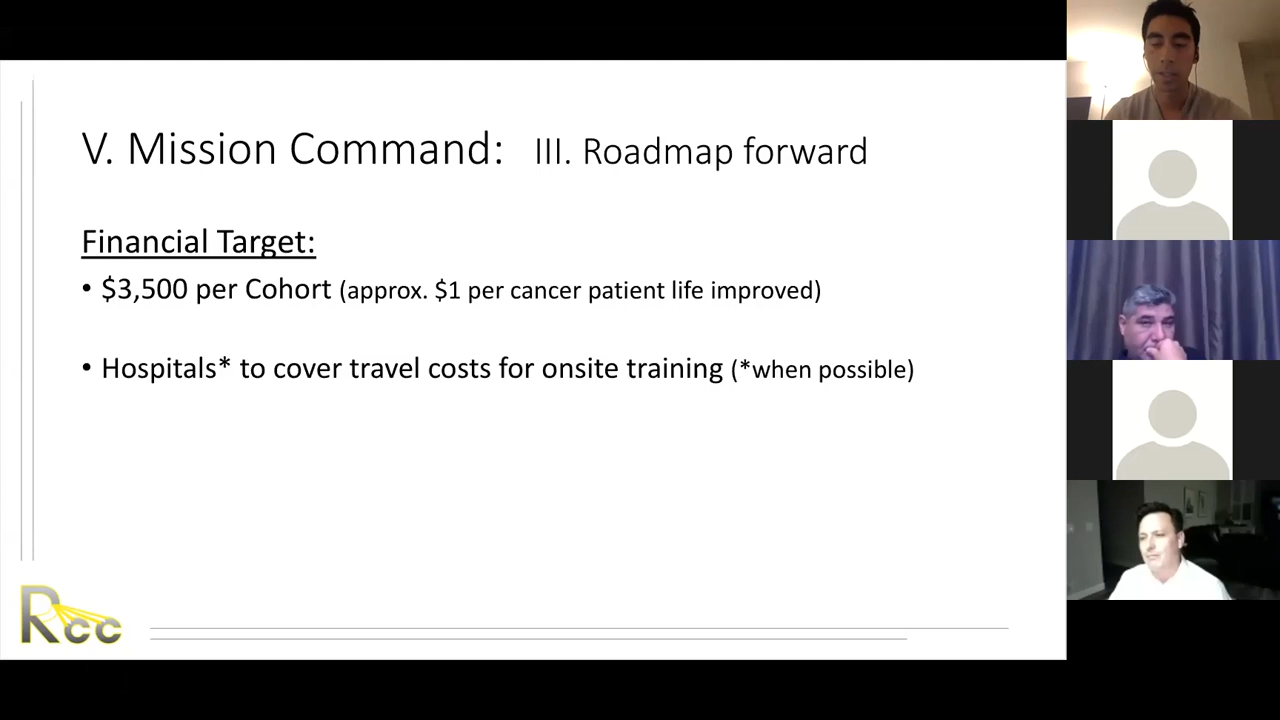 V. Mission Command: III. Roadmap forward
Financial Target:
• $3,500 per Cohort (approx. $1 per cancer patient life improved)
• Hospitals* to cover travel costs for onsite training (*when possible)
Rcc